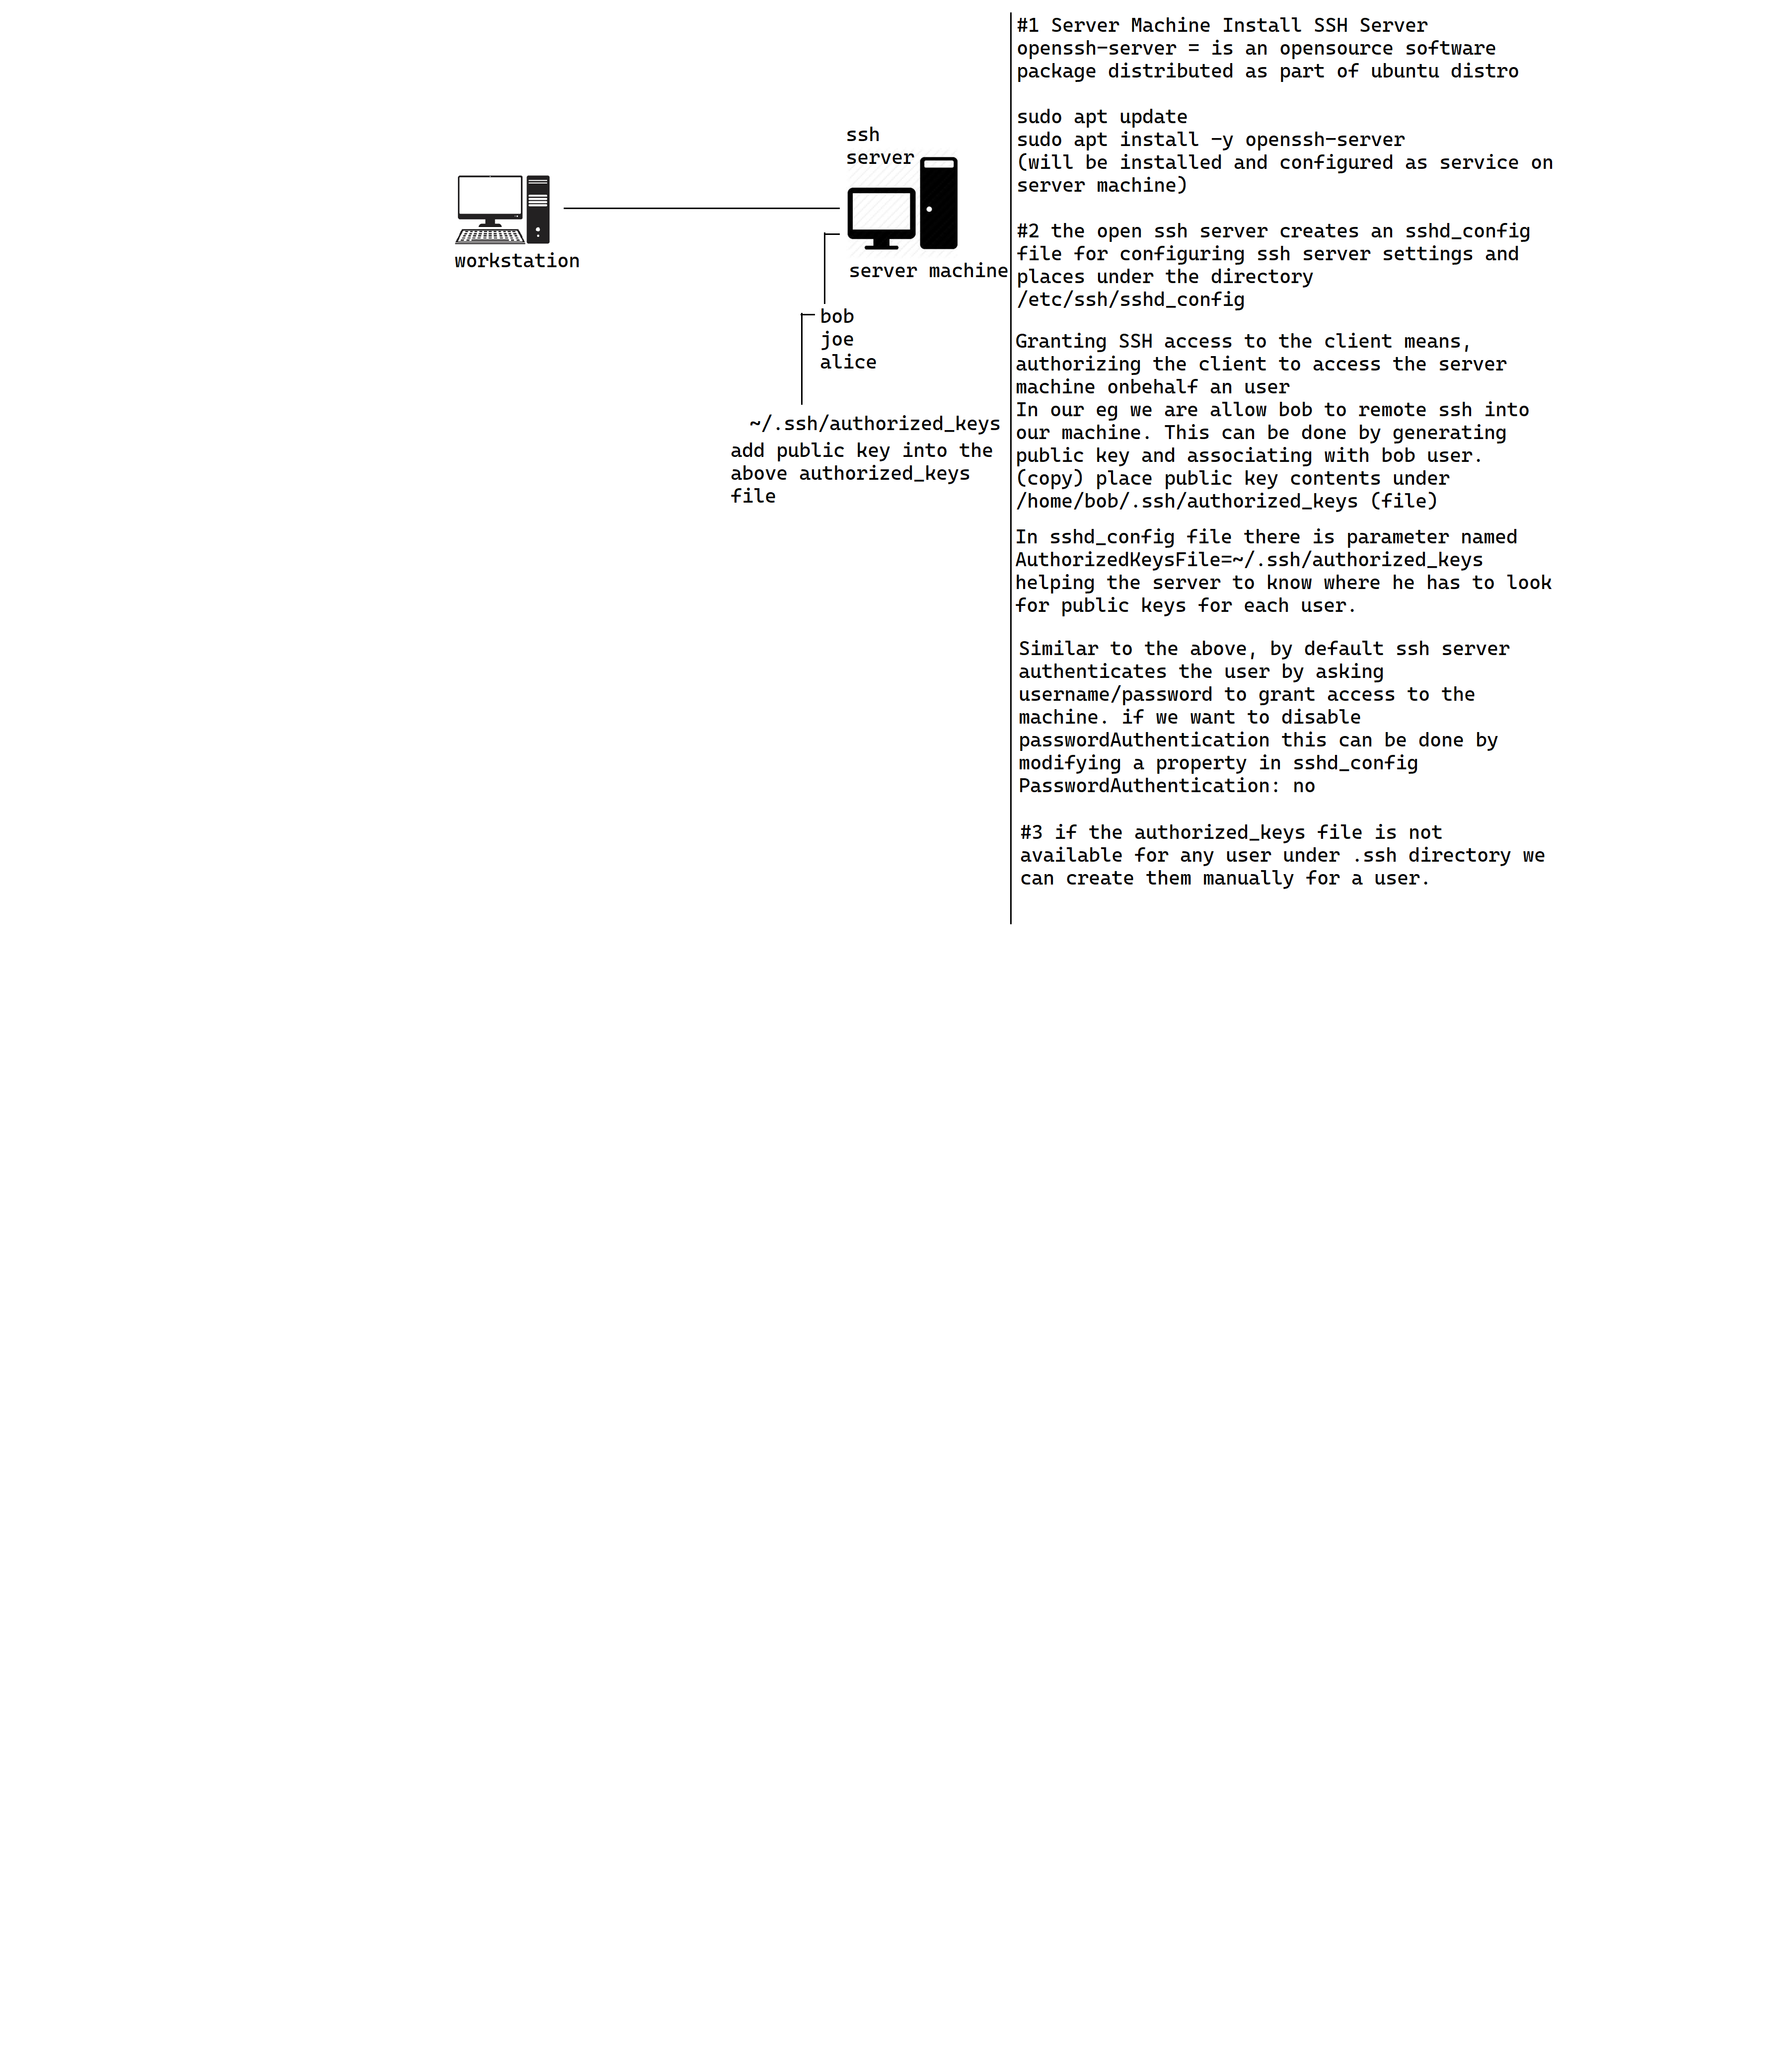 ssh
server
workstation
server machine
bob
joe
alice
~/.ssh/authorized_keys
add public key into the
above authorized_keys
file
#1 Server Machine Install SSH Server
openssh-server = is an opensource software
package distributed as part of ubuntu distro
sudo apt update
sudo apt install -y openssh-server
(will be installed and configured as service on
server machine)
#2 the open ssh server creates an sshd_config
file for configuring ssh server settings and
places under the directory
/etc/ssh/sshd_config
Granting SSH access to the client means,
authorizing the client to access the server
machine onbehalf an user
In our eg we are allow bob to remote ssh into
our machine. This can be done by generating
public key and associating with bob user.
(copy) place public key contents under
/home/bob/.ssh/authorized_keys (file)
In sshd_config file there is parameter named
AuthorizedKeysFile=~/.ssh/authorized_keys
helping the server to know where he has to look
for public keys for each user.
Similar to the above, by default ssh server
authenticates the user by asking
username/password to grant access to the
machine. if we want to disable
passwordAuthentication this can be done by
modifying a property in sshd_config
PasswordAuthentication: no
#3 if the authorized_keys file is not
available for any user under .ssh directory we
can create them manually for a user.